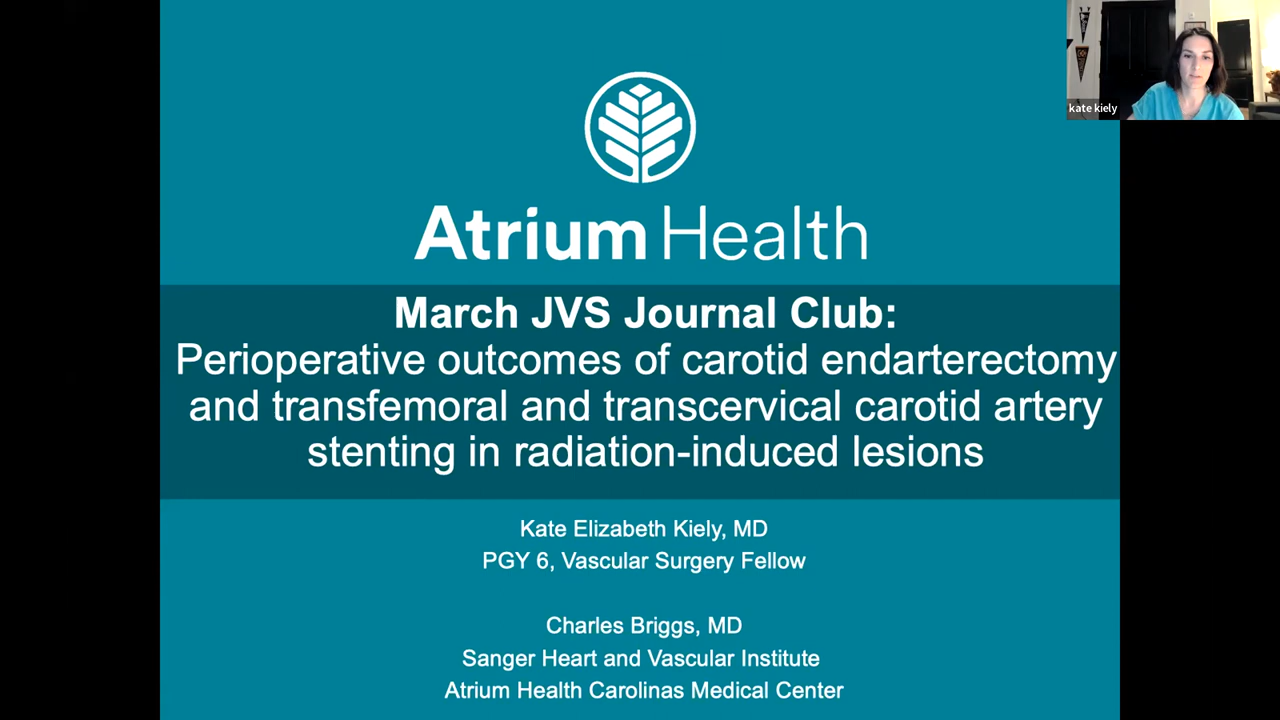 kate kiely
Atrium Health
March JVS Journal Club:
Perioperative outcomes of carotid endarterectomy
and transfemoral and transcervical carotid artery
stenting in radiation-induced lesions
Kate Elizabeth Kiely, MD
PGY 6, Vascular Surgery Fellow
Charles Briggs, MD
Sanger Heart and Vascular Institute
Atrium Health Carolinas Medical Center